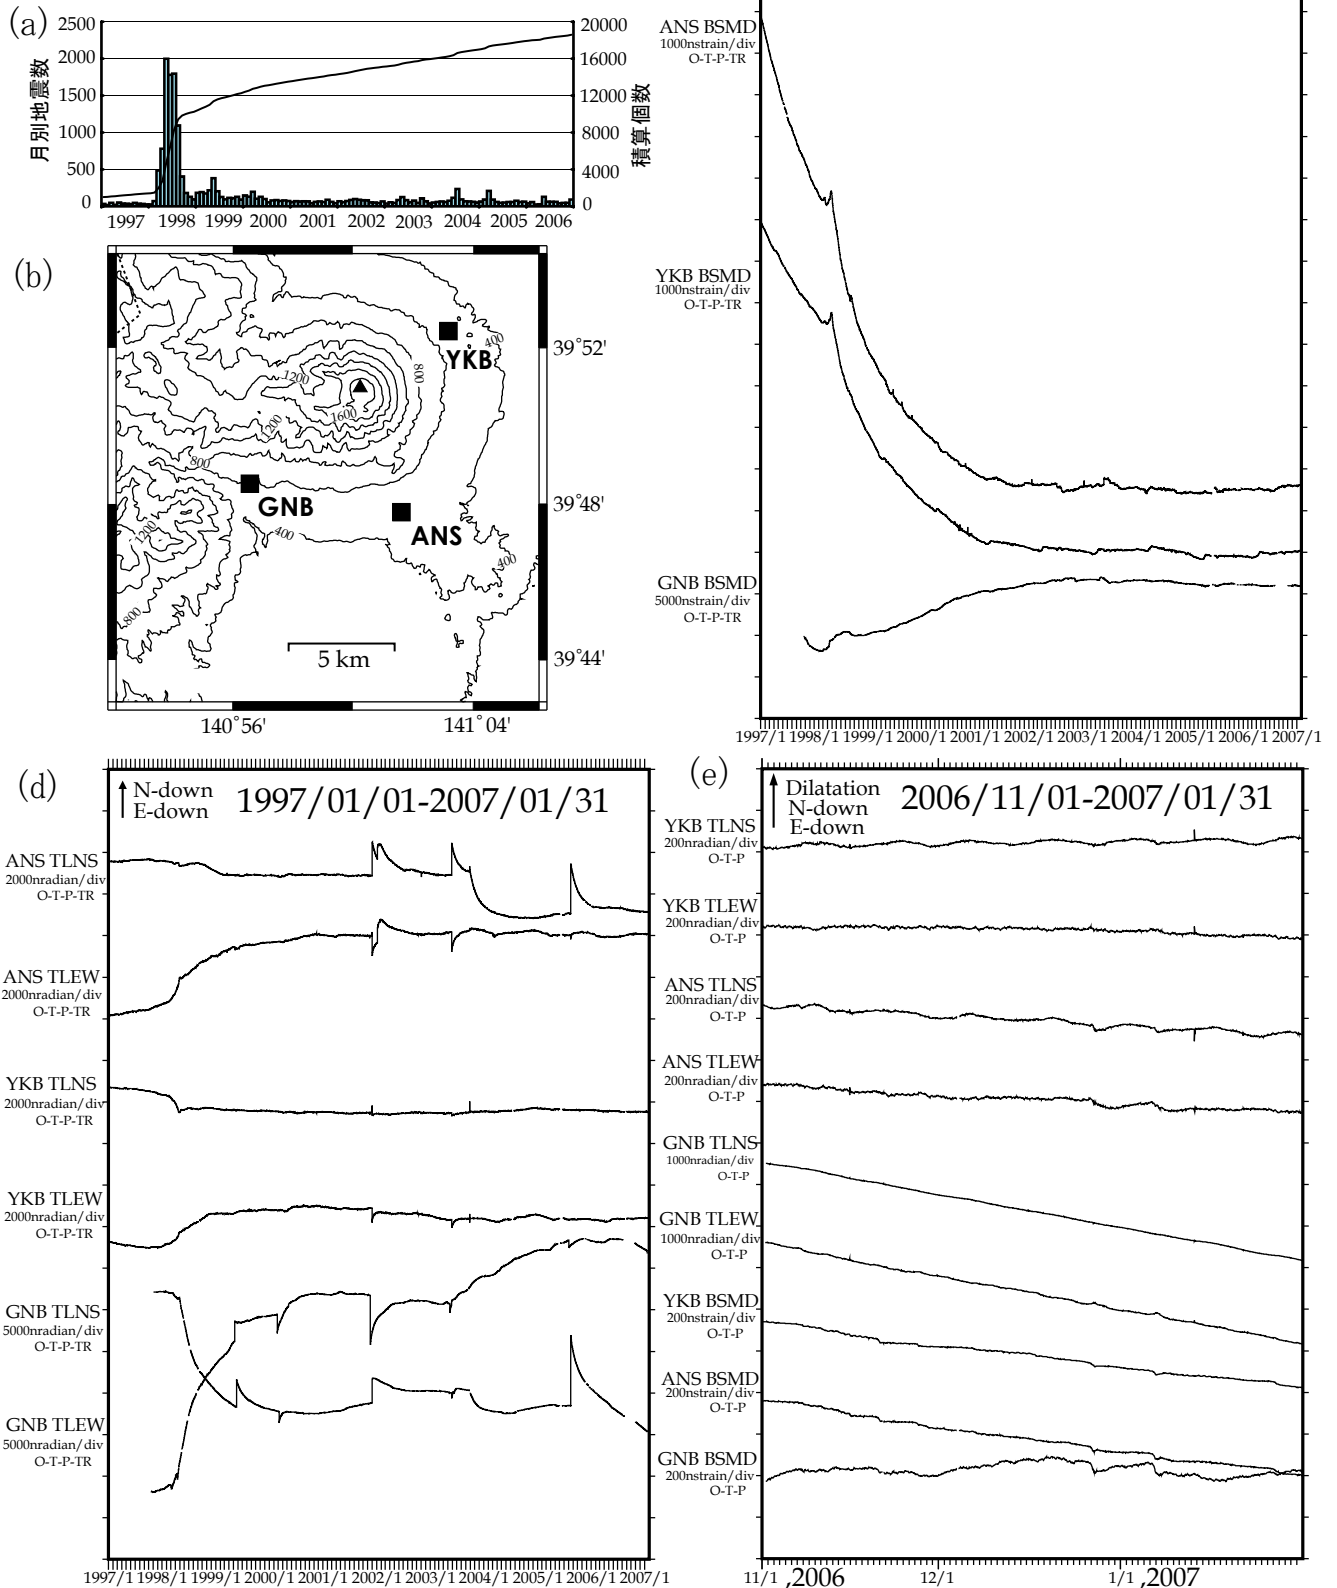 (a)
2500
2000
1500
1000
500
0
月別地震数
20000
16000
12000
8000
4000
0
積算個数
1997 1998 1999 2000 2001 2002 2003 2004 2005 2006
(b)
YKB
GNB
ANS
400
800
1200
1600
1200
800
400
1200
400
800
5 km
39°52'
39°48'
39°44'
140°56'
141°04'
ANS BSMD
1000nstrain/div
O-T-P-TR
YKB BSMD
1000nstrain/div
O-T-P-TR
GNB BSMD
5000nstrain/div
O-T-P-TR
1997/1 1998/1 1999/1 2000/1 2001/1 2002/1 2003/1 2004/1 2005/1 2006/1 2007/1
(d)
N-down
E-down
1997/01/01-2007/01/31
ANS TLNS
2000nradian/div
O-T-P-TR
ANS TLEW
2000nradian/div
O-T-P-TR
YKB TLNS
2000nradian/div
O-T-P-TR
YKB TLEW
2000nradian/div
O-T-P-TR
GNB TLNS
5000nradian/div
O-T-P-TR
GNB TLEW
5000nradian/div
O-T-P-TR
1997/1 1998/1 1999/1 2000/1 2001/1 2002/1 2003/1 2004/1 2005/1 2006/1 2007/1
(e)
Dilatation
N-down
E-down
2006/11/01-2007/01/31
YKB TLNS
200nradian/div
O-T-P
YKB TLEW
200nradian/div
O-T-P
ANS TLNS
200nradian/div
O-T-P
ANS TLEW
200nradian/div
O-T-P
GNB TLNS
1000nradian/div
O-T-P
GNB TLEW
1000nradian/div
O-T-P
YKB BSMD
200nstrain/div
O-T-P
ANS BSMD
200nstrain/div
O-T-P
GNB BSMD
200nstrain/div
O-T-P
11/1 ,2006 12/1 1/1,2007